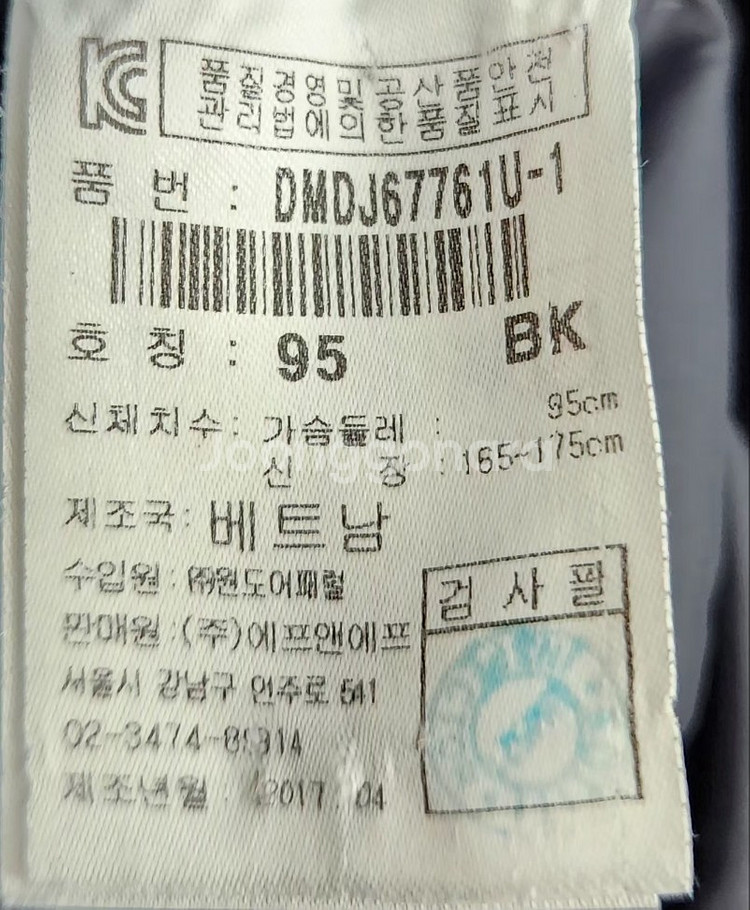 품질경영및공산품안전
관리법에의한품질표시
품 번 : DMDJ67761U-1
호 칭 : 95 BK
신체치수: 가슴둘레 : 95cm
신 장 : 165~175cm
제조국: 베트남
수입원: ㈜원도어패럴
판매원:(주)에프앤에프
서울시 강남구 언주로 541
제조년월 : 2017 04
검 사 필